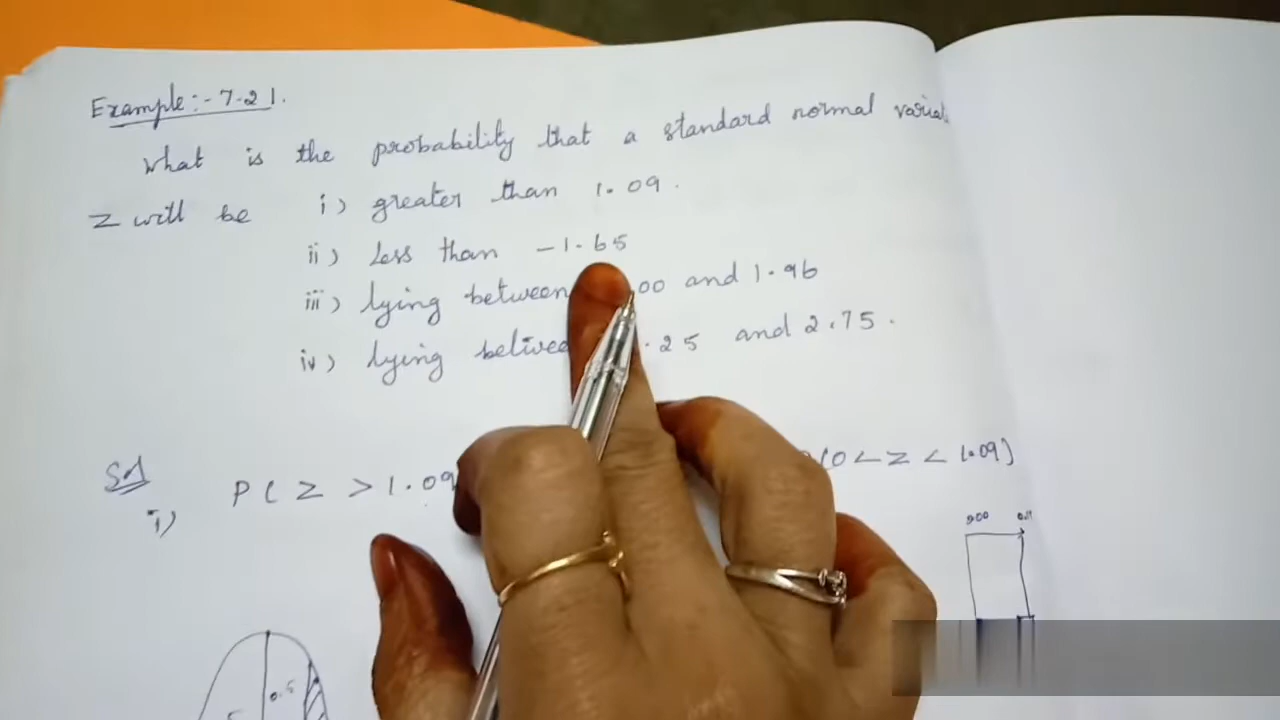 Example:- 7.21.
What is the probability that a standard normal
Z will be i) greater than 1.09.
ii) less than -1.65
iii) lying between 00 and 1.96
iv) lying .25 and 2.75.
Sol
i) P(Z > 1.09 (0 < Z < 1.09)
0.5